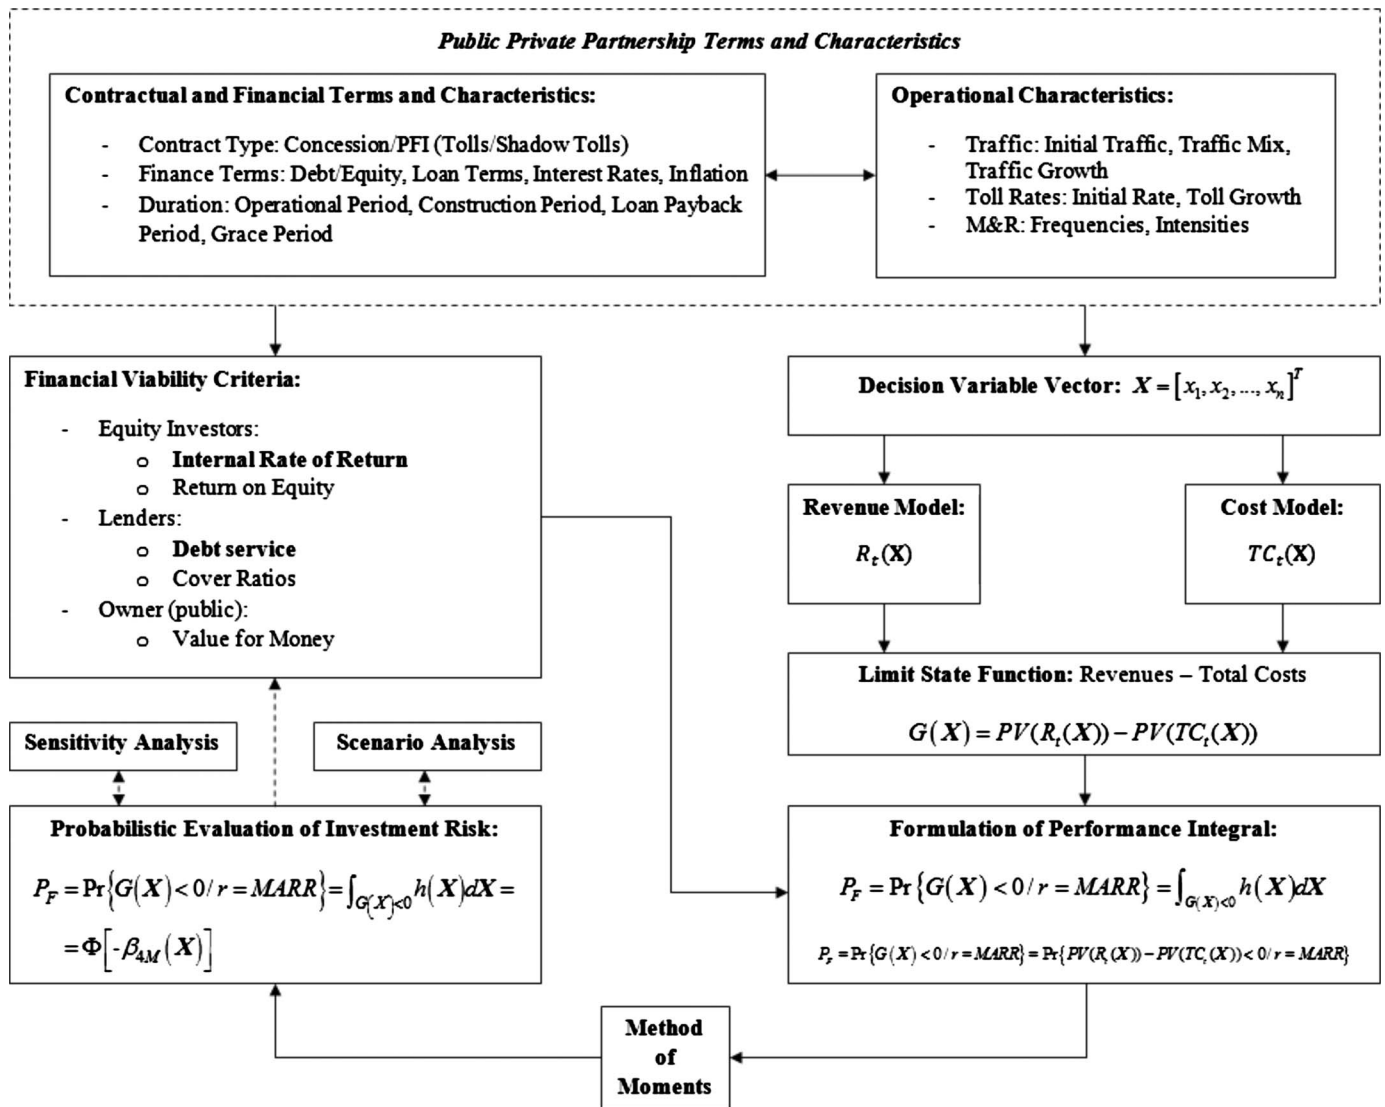 Public Private Partnership Terms and Characteristics
Contractual and Financial Terms and Characteristics:
- Contract Type: Concession/PFI (Tolls/Shadow Tolls)
- Finance Terms: Debt/Equity, Loan Terms, Interest Rates, Inflation
- Duration: Operational Period, Construction Period, Loan Payback
Period, Grace Period
Operational Characteristics:
- Traffic: Initial Traffic, Traffic Mix,
Traffic Growth
- Toll Rates: Initial Rate, Toll Growth
- M&R: Frequencies, Intensities
Financial Viability Criteria:
- Equity Investors:
o Internal Rate of Return
o Return on Equity
- Lenders:
o Debt service
o Cover Ratios
- Owner (public):
o Value for Money
Decision Variable Vector: X = [x₁, x₂, ..., xₙ]ᵀ
Revenue Model:
Rₜ(X)
Cost Model:
TCₜ(X)
Limit State Function: Revenues – Total Costs
G(X) = PV(Rₜ(X)) – PV(TCₜ(X))
Sensitivity Analysis
Scenario Analysis
Probabilistic Evaluation of Investment Risk:
P_F = Pr{G(X) < 0/r = MARR} = ∫_{G(X)<0} h(X)dX =
= Φ[-β₄M(X)]
Formulation of Performance Integral:
P_F = Pr{G(X) < 0/r = MARR} = ∫_{G(X)<0} h(X)dX
P_F = Pr{G(X) < 0/r = MARR} = Pr{PV(Rₜ(X)) – PV(TCₜ(X)) < 0/r = MARR}
Method
of
Moments